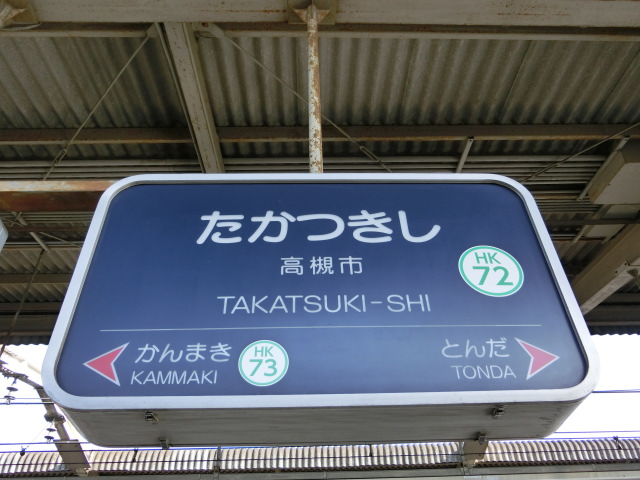 たかつきし
高槻市
HK
72
TAKATSUKI-SHI
かんまき
KAMMAKI
HK
73
とんだ
TONDA